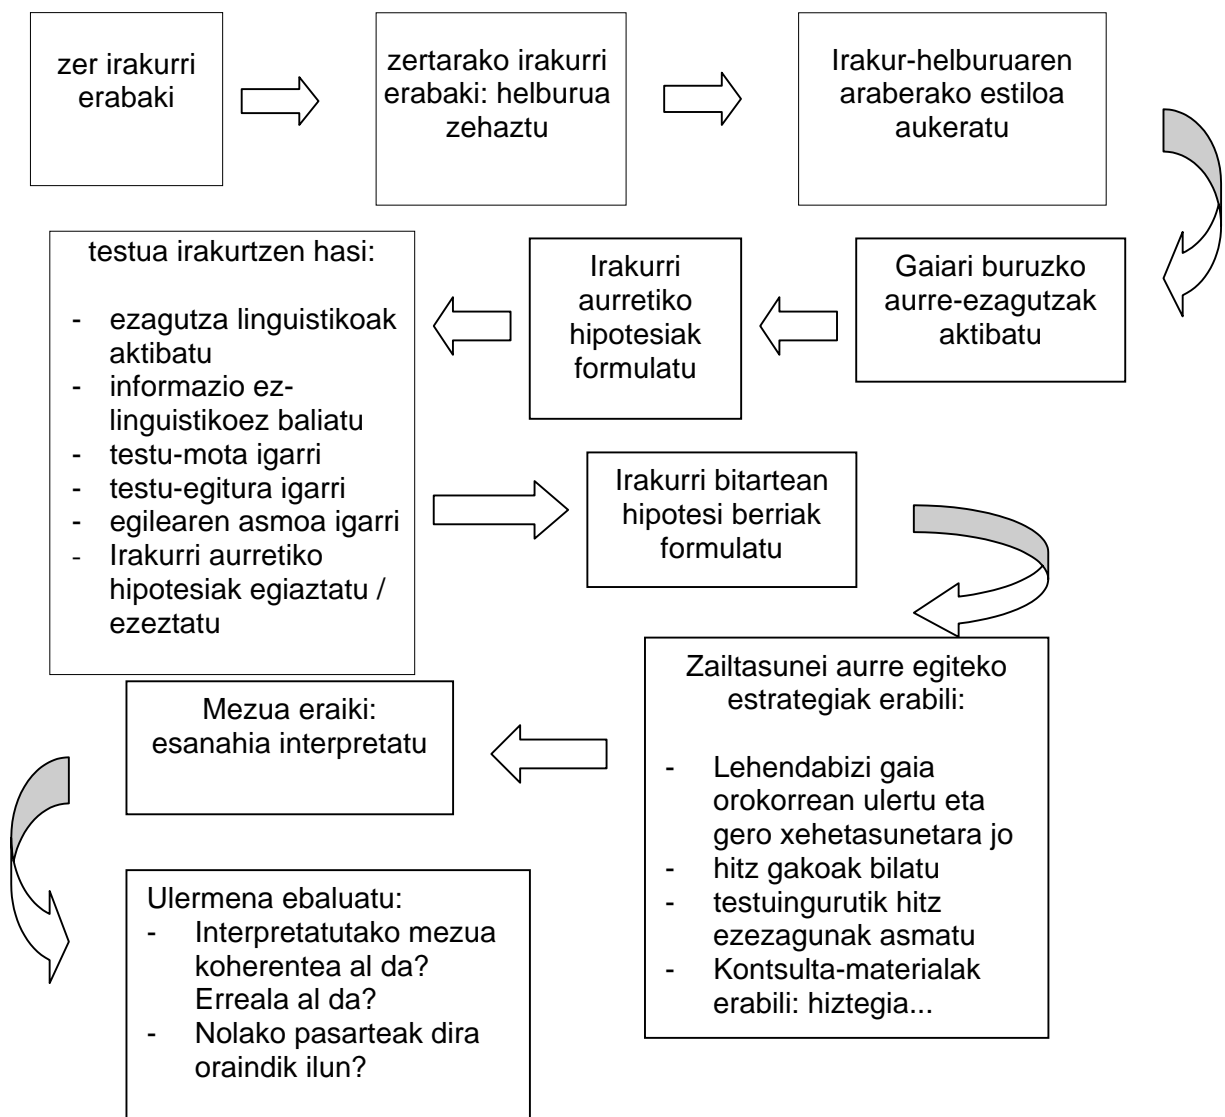 zer irakurri
erabaki
zertarako irakurri
erabaki: helburua
zehaztu
Irakur-helburuaren
araberako estiloa
aukeratu
Gaiari buruzko
aurre-ezagutzak
aktibatu
Irakurri
aurretiko
hipotesiak
formulatu
testua irakurtzen hasi:
- ezagutza linguistikoak
aktibatu
- informazio ez-
linguistikoez baliatu
- testu-mota igarri
- testu-egitura igarri
- egilearen asmoa igarri
- Irakurri aurretiko
hipotesiak egiaztatu /
ezeztatu
Irakurri bitartean
hipotesi berriak
formulatu
Zailtasunei aurre egiteko
estrategiak erabili:
- Lehendabizi gaia
orokorrean ulertu eta
gero xehetasunetara jo
- hitz gakoak bilatu
- testuingurutik hitz
ezezagunak asmatu
- Kontsulta-materialak
erabili: hiztegia...
Mezua eraiki:
esanahia interpretatu
Ulermena ebaluatu:
- Interpretatutako mezua
koherentea al da?
Erreala al da?
- Nolako pasarteak dira
oraindik ilun?